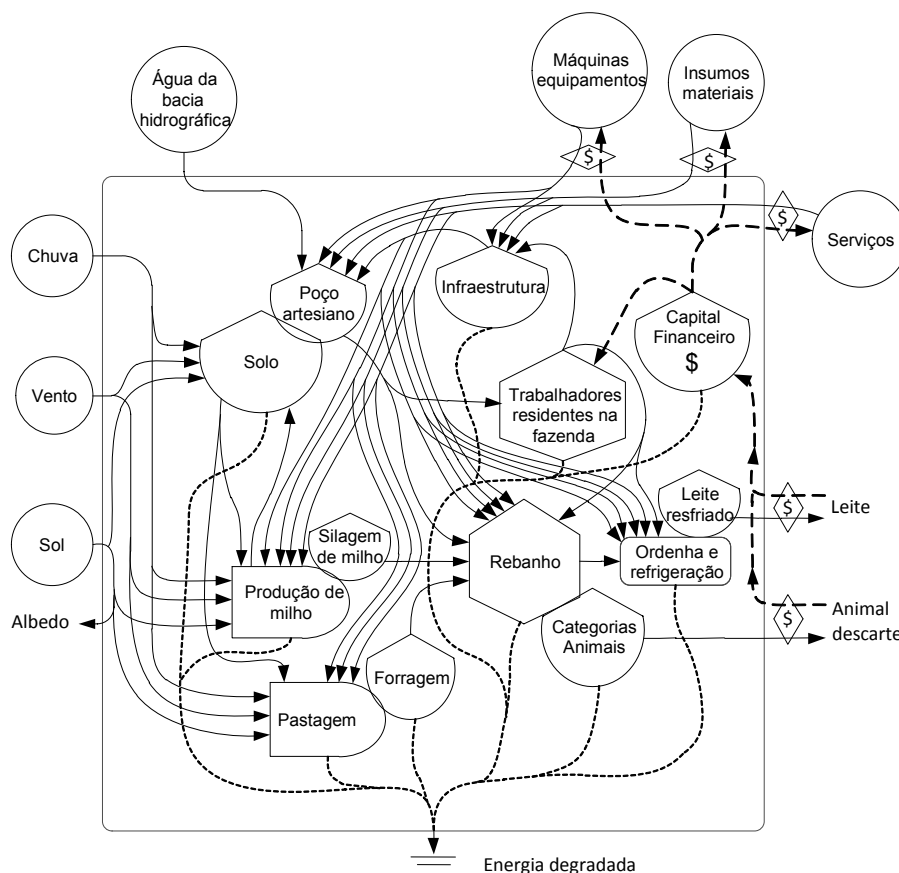 Máquinas
equipamentos
Insumos
materiais
Água da
bacia
hidrográfica
$
$
$
Serviços
Chuva
Poço
artesiano
Infraestrutura
Capital
Financeiro
$
Solo
Vento
Trabalhadores
residentes na
fazenda
Leite
resfriado
$
Leite
Sol
Silagem
de milho
Rebanho
Ordenha e
refrigeração
Produção de
milho
Albedo
$
Animal
descarte
Categorias
Animais
Forragem
Pastagem
Energia degradada